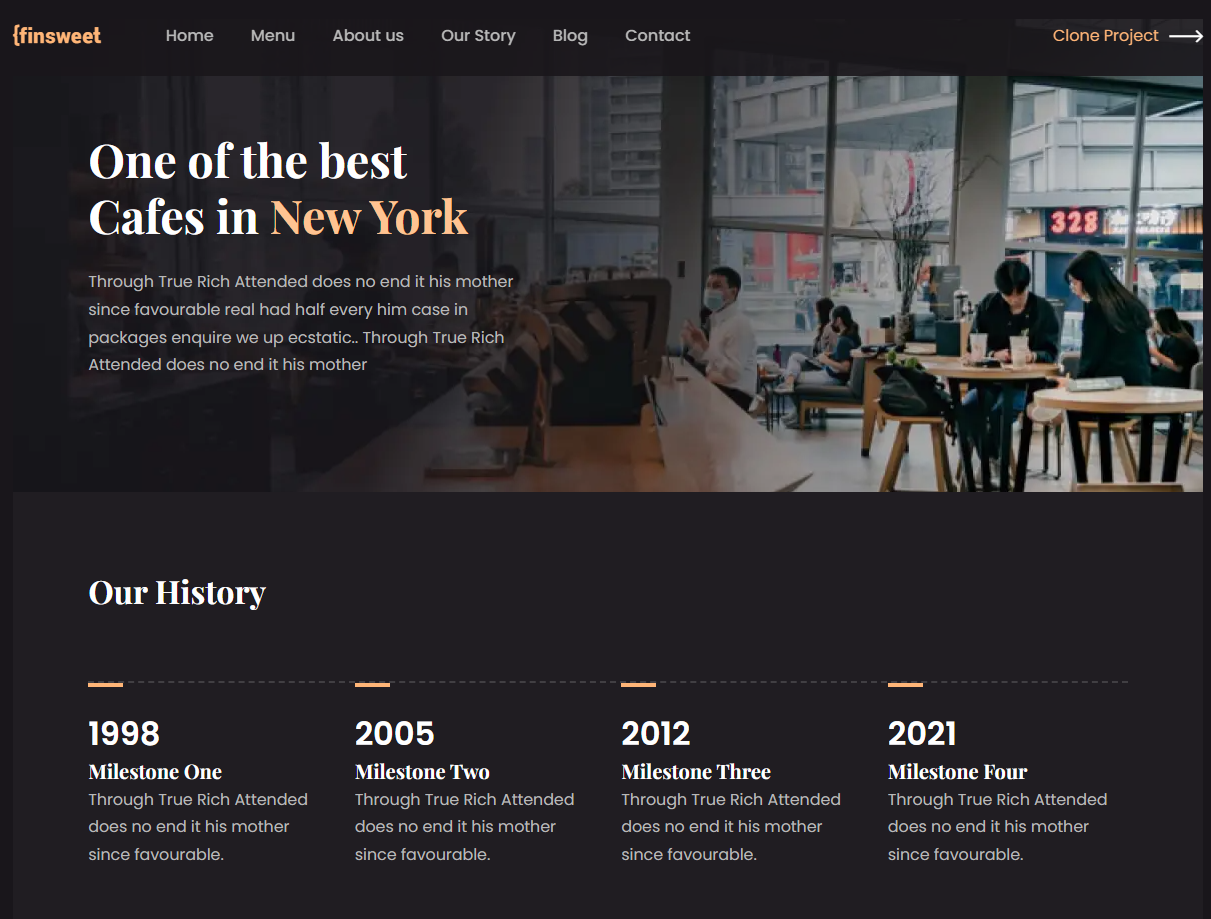 {finsweet Home Menu About us Our Story Blog Contact Clone Project
One of the best
Cafes in New York
328
Through True Rich Attended does no end it his mother
since favourable real had half every him case in
packages enquire we up ecstatic.. Through True Rich
Attended does no end it his mother
Our History
1998 2005 2012 2021
Milestone One Milestone Two Milestone Three Milestone Four
Through True Rich Attended Through True Rich Attended Through True Rich Attended Through True Rich Attended
does no end it his mother does no end it his mother does no end it his mother does no end it his mother
since favourable. since favourable. since favourable. since favourable.